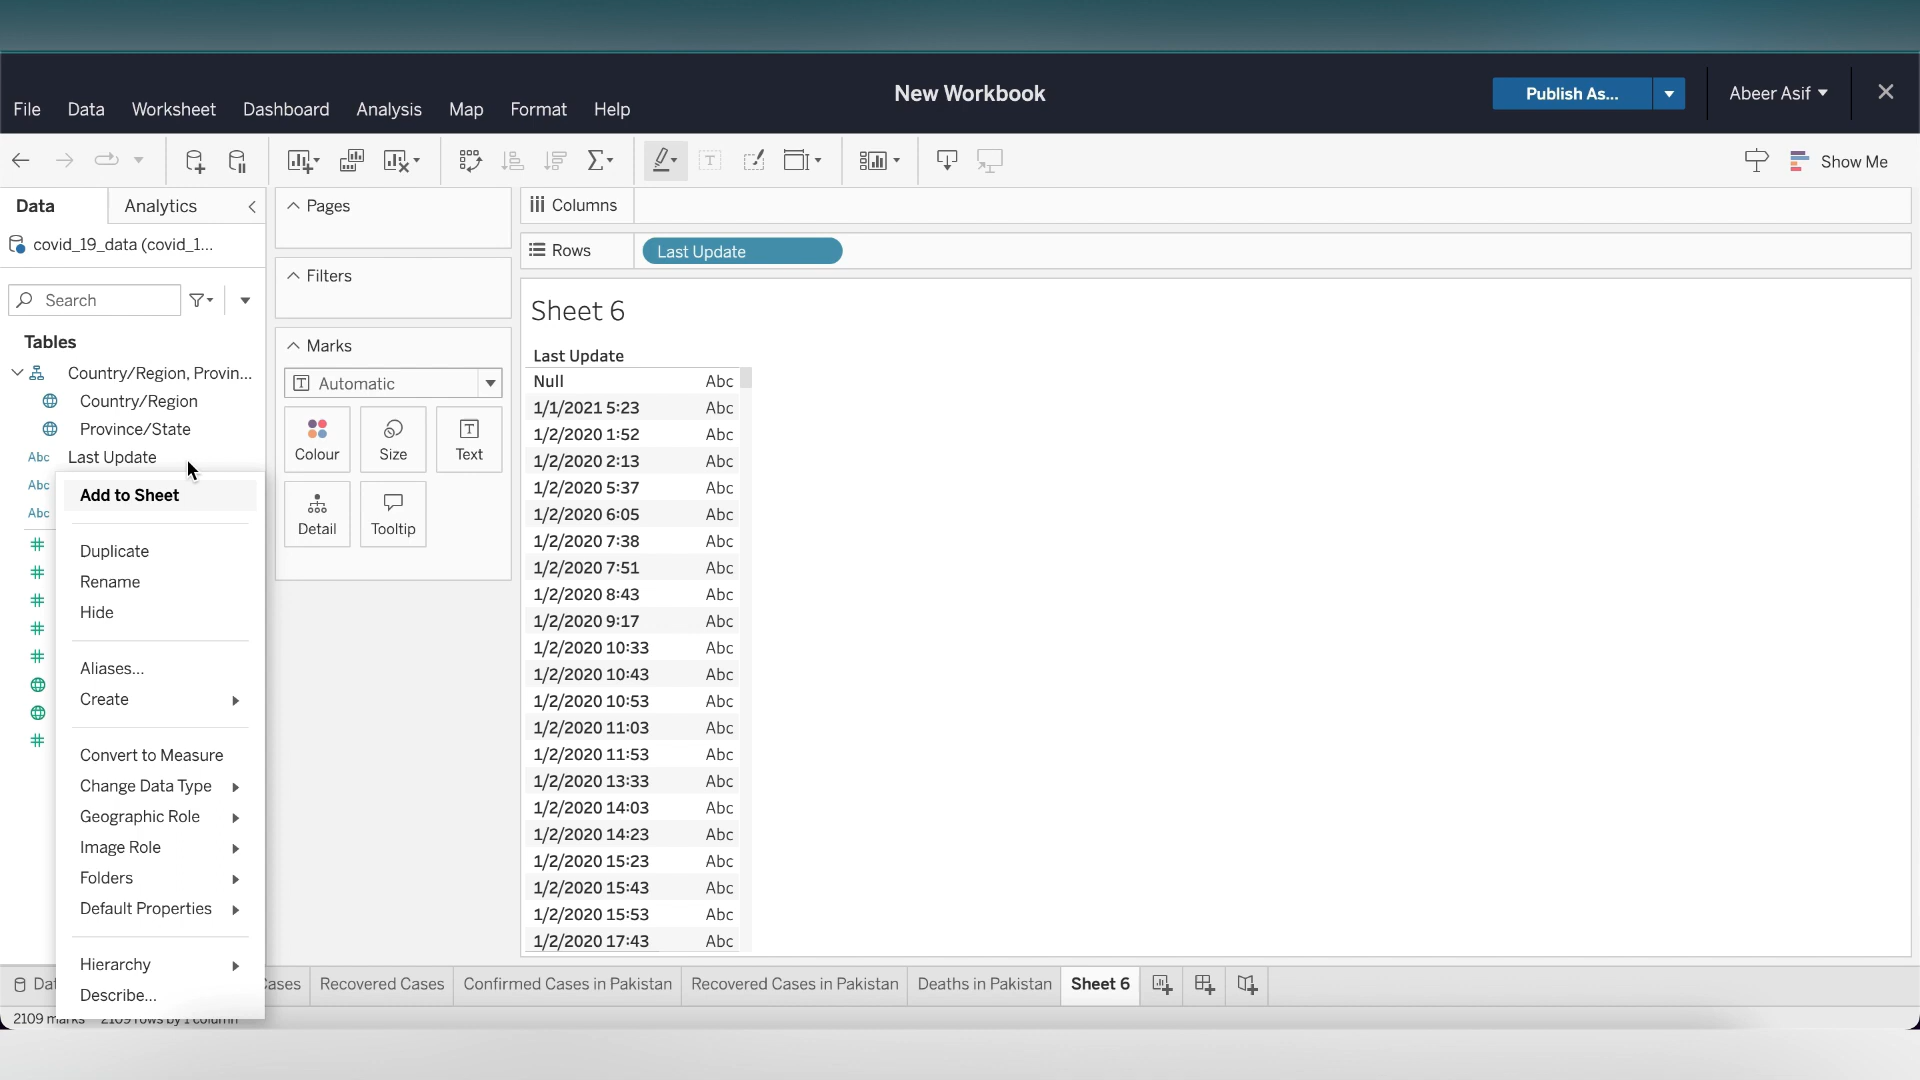 New Workbook
Publish As...
Abeer Asif
File Data Worksheet Dashboard Analysis Map Format Help
Show Me
Data
Analytics
covid_19_data (covid_1...
Search
Tables
Country/Region, Provin...
Country/Region
Province/State
Abc Last Update
Abc
Abc
Add to Sheet
Duplicate
Rename
Hide
Aliases...
Create
Convert to Measure
Change Data Type
Geographic Role
Image Role
Folders
Default Properties
Hierarchy
Describe...
Pages
Filters
Marks
Automatic
Colour
Size
Text
Detail
Tooltip
Columns
Rows
Last Update
Sheet 6
Last Update
Null Abc
1/1/2021 5:23 Abc
1/2/2020 1:52 Abc
1/2/2020 2:13 Abc
1/2/2020 5:37 Abc
1/2/2020 6:05 Abc
1/2/2020 7:38 Abc
1/2/2020 7:51 Abc
1/2/2020 8:43 Abc
1/2/2020 9:17 Abc
1/2/2020 10:33 Abc
1/2/2020 10:43 Abc
1/2/2020 10:53 Abc
1/2/2020 11:03 Abc
1/2/2020 11:53 Abc
1/2/2020 13:33 Abc
1/2/2020 14:03 Abc
1/2/2020 14:23 Abc
1/2/2020 15:23 Abc
1/2/2020 15:43 Abc
1/2/2020 15:53 Abc
1/2/2020 17:43 Abc
Dat
Cases
Recovered Cases
Confirmed Cases in Pakistan
Recovered Cases in Pakistan
Deaths in Pakistan
Sheet 6
2109 marks 2109 rows by 1 column